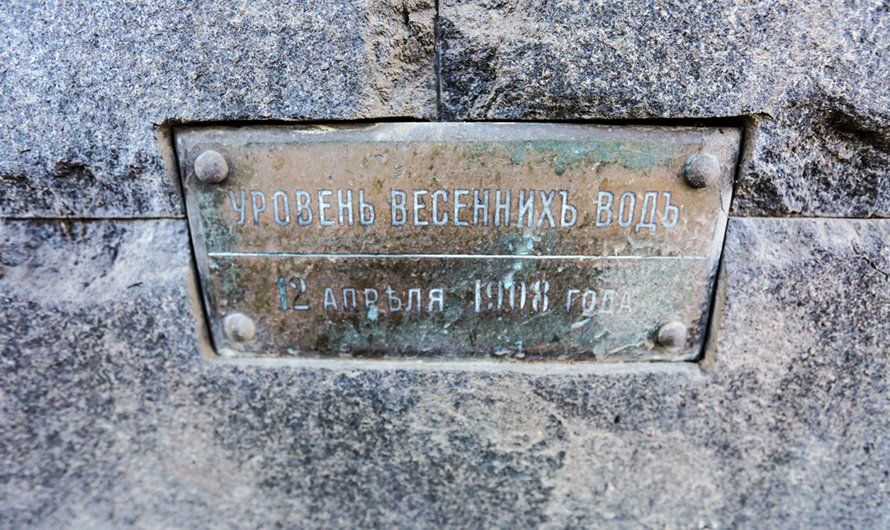 УРОВЕНЬ ВЕСЕННИХЪ ВОДЪ
12 АПРѢЛЯ 1908 ГОДА